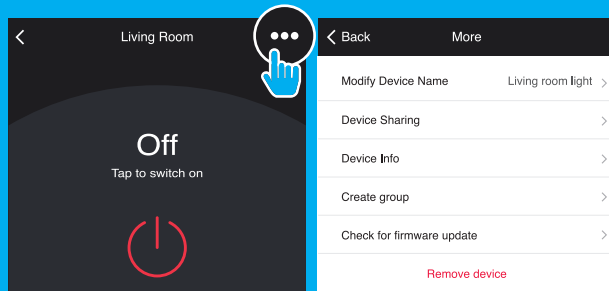 Living Room
Off
Tap to switch on
Back
More
Modify Device Name Living room light
Device Sharing
Device Info
Create group
Check for firmware update
Remove device